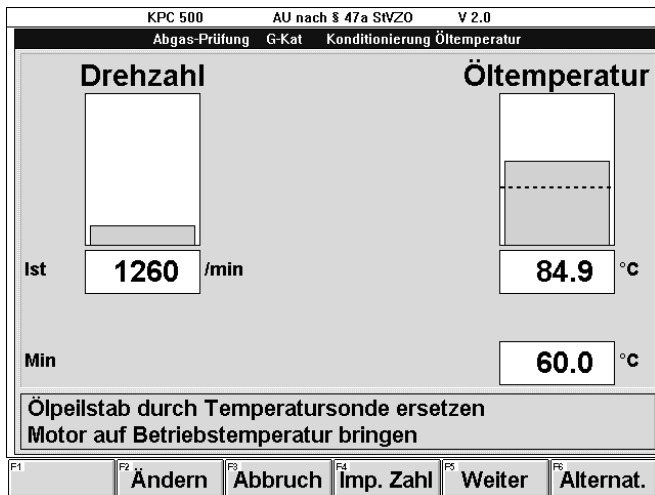 KPC 500 AU nach § 47a StVZO V 2.0
Abgas-Prüfung G-Kat Konditionierung Öltemperatur
Drehzahl Öltemperatur
Ist 1260 /min 84.9 °C
Min 60.0 °C
Ölpeilstab durch Temperatursonde ersetzen
Motor auf Betriebstemperatur bringen
F1 F2 Ändern F3 Abbruch F4 Imp. Zahl F5 Weiter F6 Alternat.